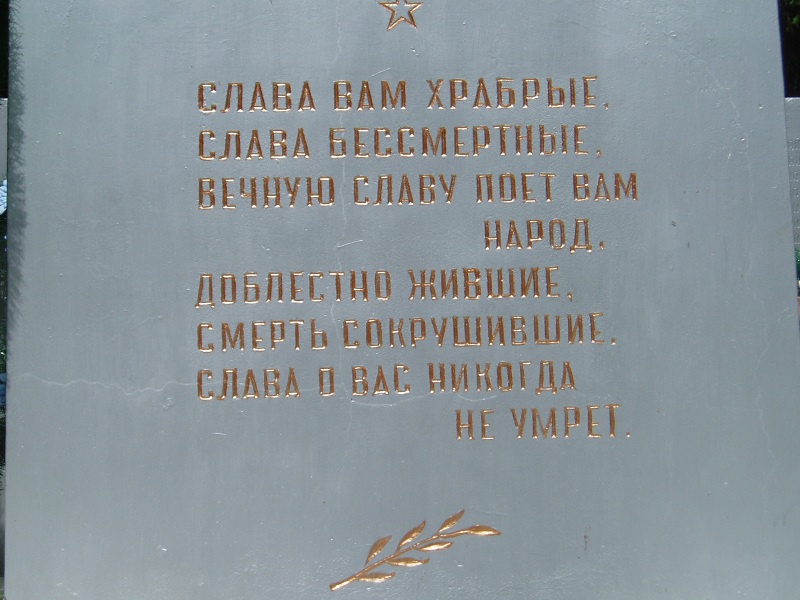 СЛАВА ВАМ ХРАБРЫЕ,
СЛАВА БЕССМЕРТНЫЕ,
ВЕЧНУЮ СЛАВУ ПОЕТ ВАМ
НАРОД.
ДОБЛЕСТНО ЖИВШИЕ,
СМЕРТЬ СОКРУШИВШИЕ,
СЛАВА О ВАС НИКОГДА
НЕ УМРЕТ.